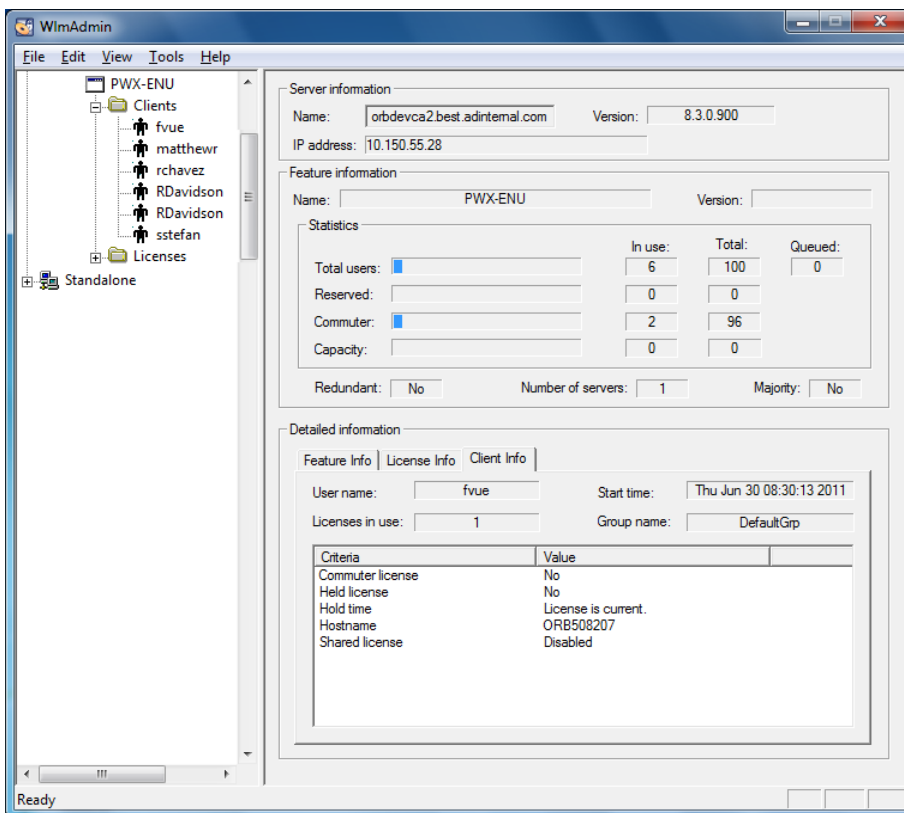 WlmAdmin
File Edit View Tools Help
PWX-ENU
Clients
fvue
matthewr
rchavez
RDavidson
RDavidson
sstefan
Licenses
Standalone
Server information
Name: orbdevca2.best.adinternal.com Version: 8.3.0.900
IP address: 10.150.55.28
Feature information
Name: PWX-ENU Version:
Statistics
In use: Total: Queued:
Total users: 6 100 0
Reserved: 0 0
Commuter: 2 96
Capacity: 0 0
Redundant: No Number of servers: 1 Majority: No
Detailed information
Feature Info License Info Client Info
User name: fvue Start time: Thu Jun 30 08:30:13 2011
Licenses in use: 1 Group name: DefaultGrp
Criteria Value
Commuter license No
Held license No
Hold time License is current.
Hostname ORB508207
Shared license Disabled
Ready